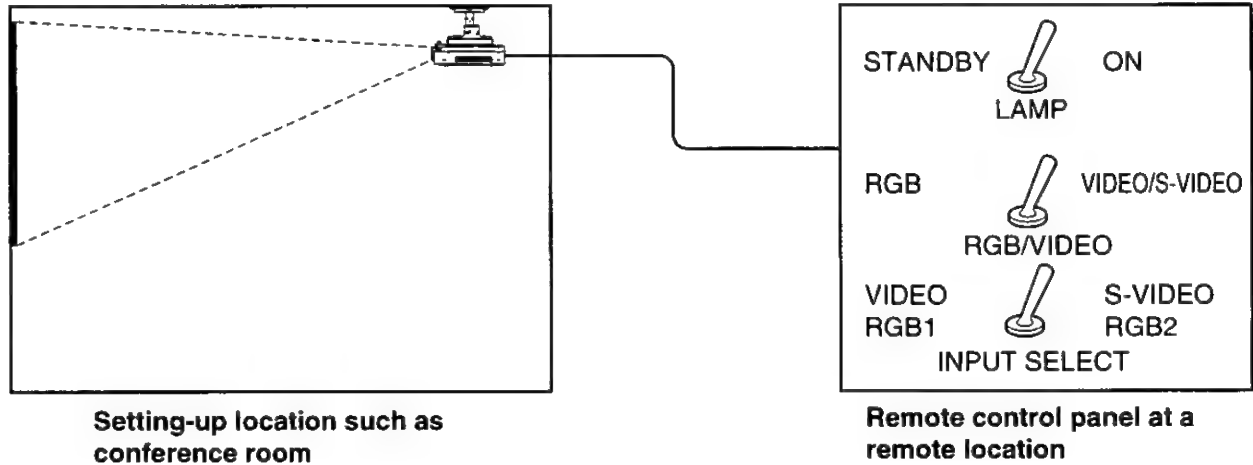 STANDBY ON
LAMP
RGB VIDEO/S-VIDEO
RGB/VIDEO
VIDEO S-VIDEO
RGB1 RGB2
INPUT SELECT
Setting-up location such as
conference room
Remote control panel at a
remote location